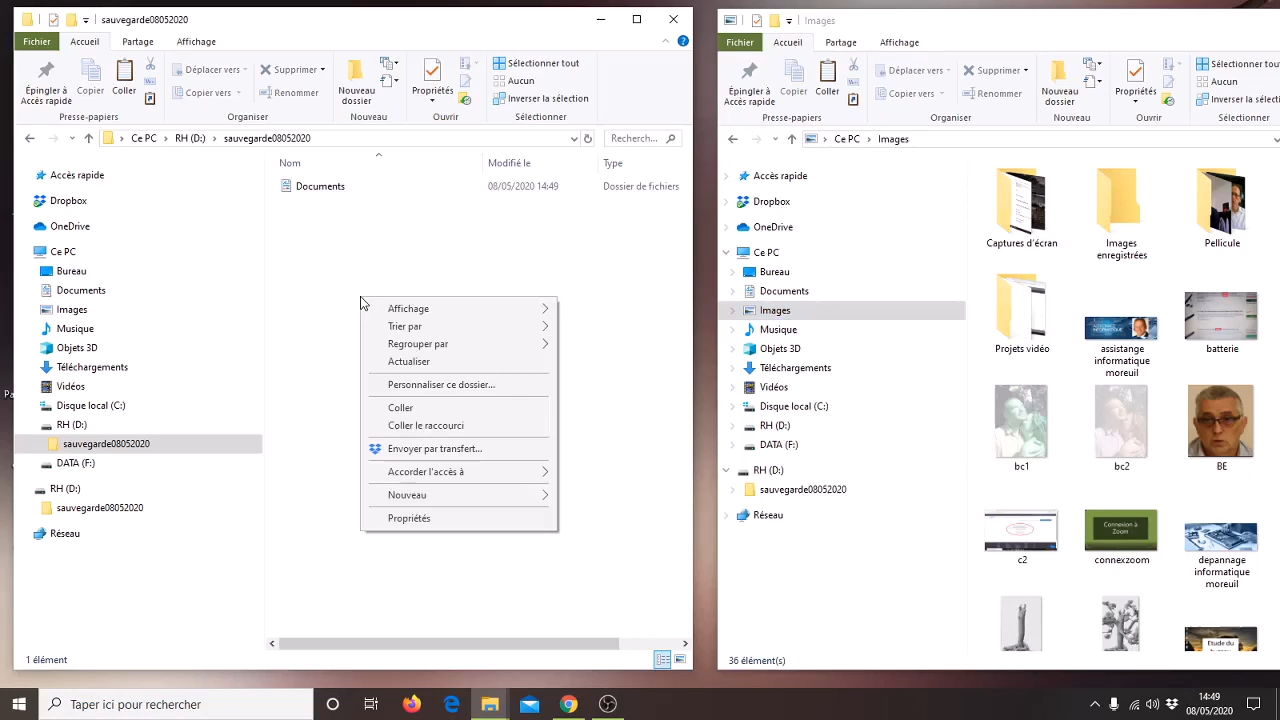 sauvegarde08052020
Fichier
Accueil
Partage
Affichage
Épingler à
Accès rapide
Copier
Coller
Presse-papiers
Déplacer vers
Copier vers
Supprimer
Renommer
Organiser
Nouveau
dossier
Nouveau
Propriétés
Ouvrir
Sélectionner tout
Aucun
Inverser la sélection
Sélectionner
Ce PC
RH (D:)
sauvegarde08052020
Recherch...
Nom
Modifié le
Type
Documents
08/05/2020 14:49
Dossier de fichiers
Accès rapide
Dropbox
OneDrive
Ce PC
Bureau
Documents
Images
Musique
Objets 3D
Téléchargements
Vidéos
Disque local (C:)
RH (D:)
sauvegarde08052020
DATA (F:)
RH (D:)
sauvegarde08052020
Réseau
Affichage
Trier par
Regrouper par
Actualiser
Personnaliser ce dossier...
Coller
Coller le raccourci
Envoyer par transfert...
Accorder l'accès à
Nouveau
Propriétés
1 élément
Images
Fichier
Accueil
Partage
Affichage
Épingler à
Accès rapide
Copier
Coller
Presse-papiers
Déplacer vers
Copier vers
Supprimer
Renommer
Organiser
Nouveau
dossier
Nouveau
Propriétés
Ouvrir
Sélectionner tout
Aucun
Inverser la sélection
Sélectionner
Ce PC
Images
Accès rapide
Dropbox
OneDrive
Ce PC
Bureau
Documents
Images
Musique
Objets 3D
Téléchargements
Vidéos
Disque local (C:)
RH (D:)
DATA (F:)
RH (D:)
sauvegarde08052020
Réseau
Captures d'écran
Images
enregistrées
Pellicule
Projets vidéo
assistange
informatique
moreuil
batterie
bc1
bc2
BE
c2
Connexion à
Zoom
connexzoom
depannage
informatique
moreuil
Etude du
36 élément(s)
Taper ici pour rechercher
14:49
08/05/2020